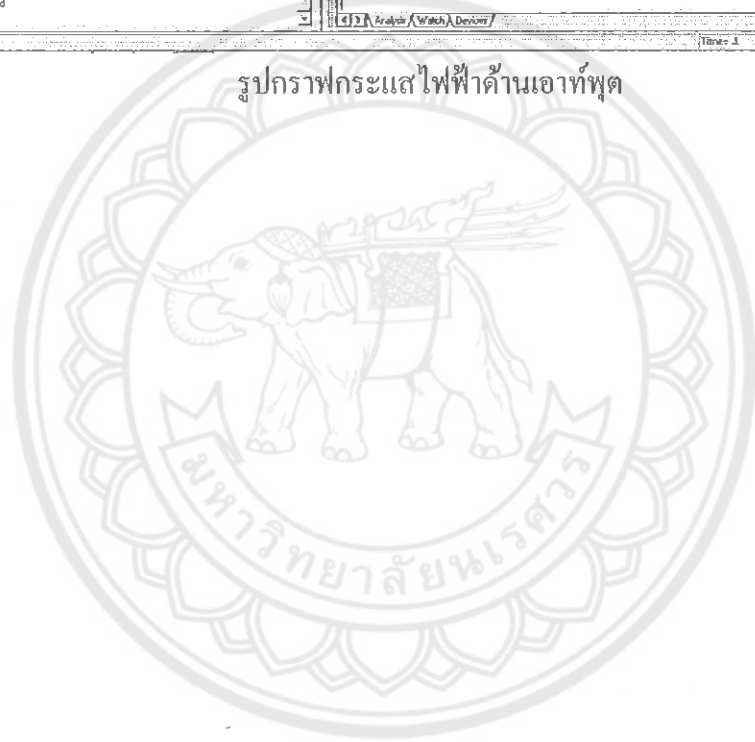 Analysis Watch Devices
Time= .1
รูปกราฟกระแสไฟฟ้าด้านเอาท์พุต
มหาวิทยาลัยนเรศวร